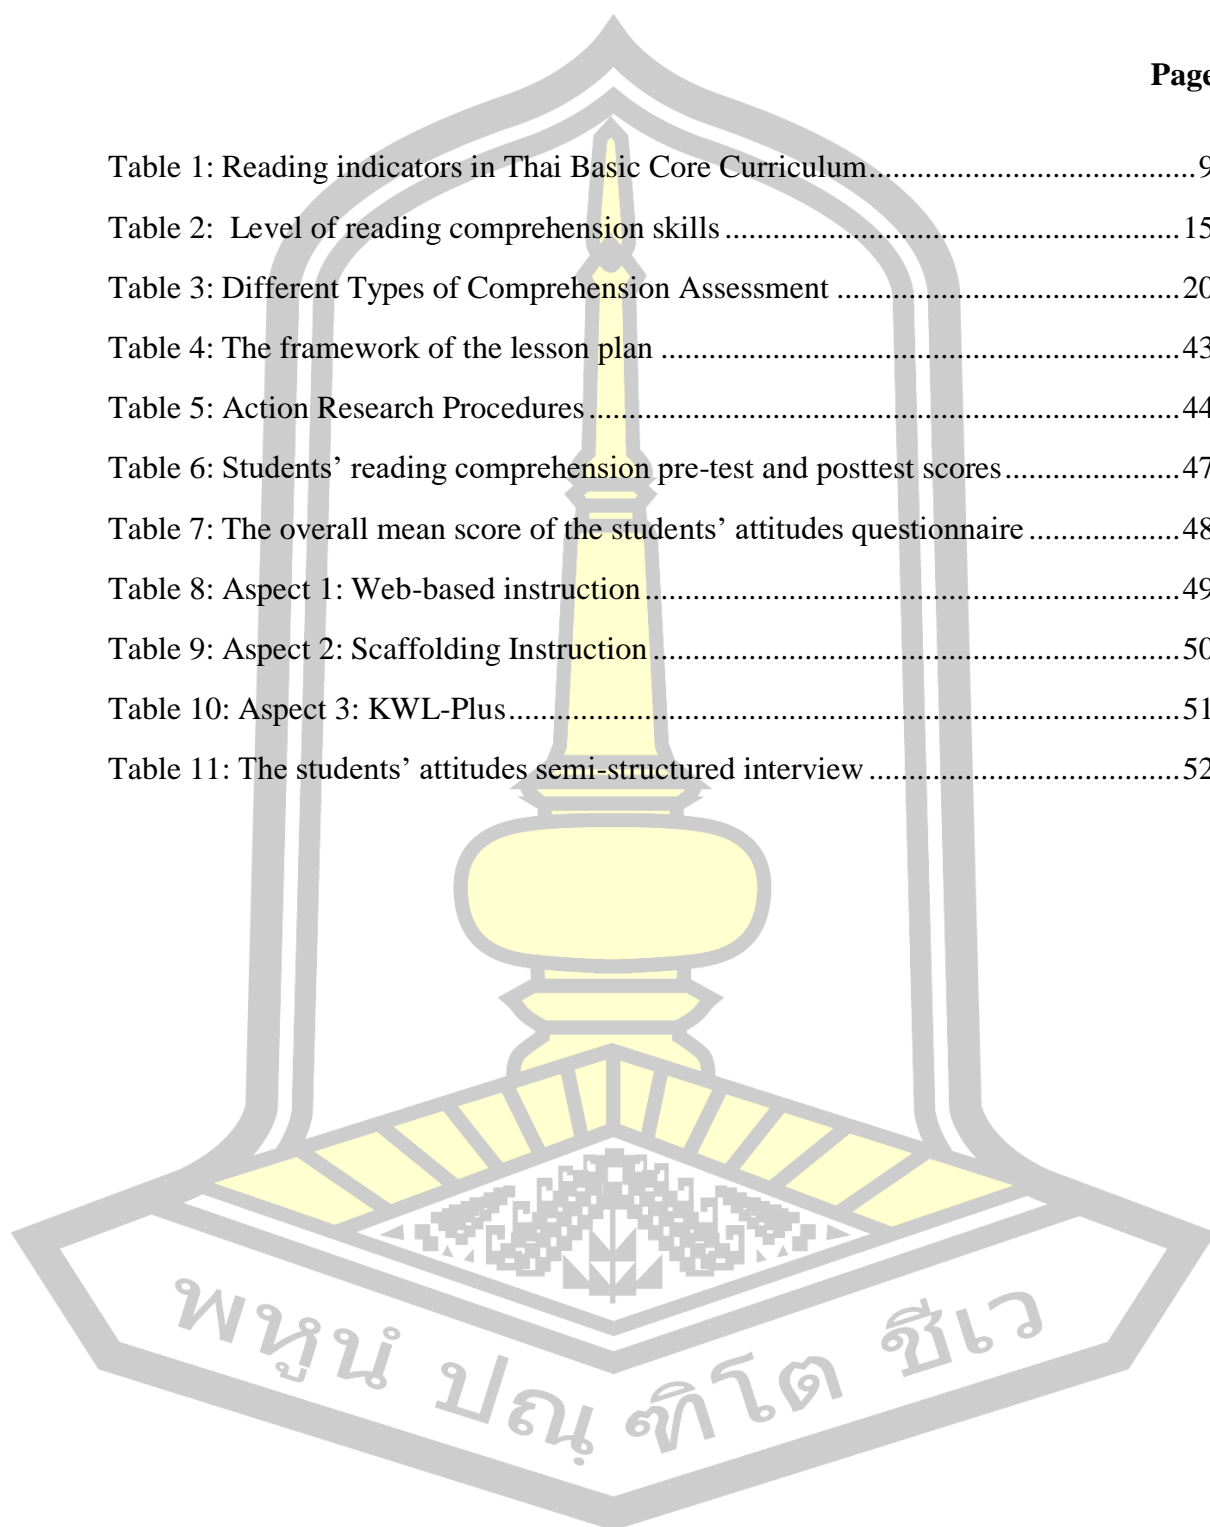 Page
Table 1: Reading indicators in Thai Basic Core Curriculum....................................... 9
Table 2:  Level of reading comprehension skills ......................................................15
Table 3: Different Types of Comprehension Assessment .........................................20
Table 4: The framework of the lesson plan ..............................................................43
Table 5: Action Research Procedures.......................................................................44
Table 6: Students’ reading comprehension pre-test and posttest scores.....................47
Table 7: The overall mean score of the students’ attitudes questionnaire ..................48
Table 8: Aspect 1: Web-based instruction ................................................................49
Table 9: Aspect 2: Scaffolding Instruction ...............................................................50
Table 10: Aspect 3: KWL-Plus.................................................................................51
Table 11: The students’ attitudes semi-structured interview .....................................52
พหูนํ ปณฺฑิโต ชีเว